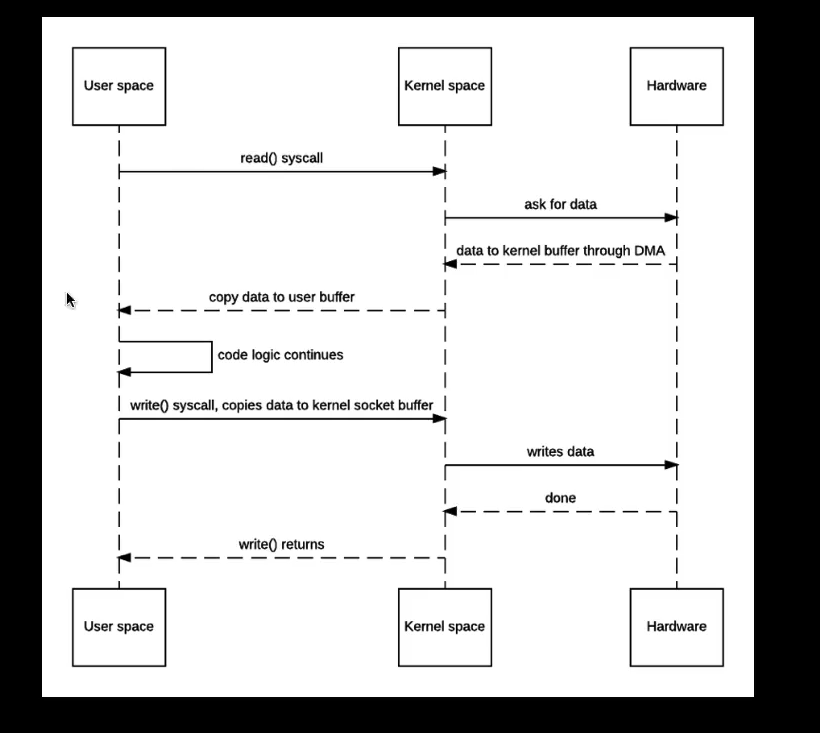 User space
Kernel space
Hardware
read() syscall
ask for data
data to kernel buffer through DMA
copy data to user buffer
code logic continues
write() syscall, copies data to kernel socket buffer
writes data
done
write() returns
User space
Kernel space
Hardware